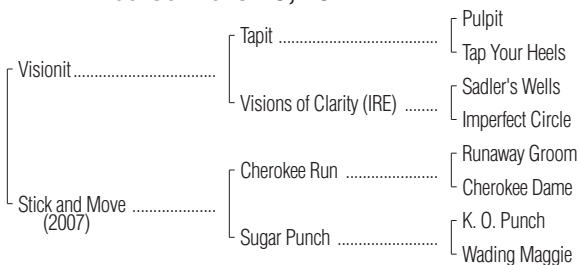 Pulpit
Tapit ........................................
Tap Your Heels
Visionit ....................................
Sadler's Wells
Visions of Clarity (IRE) ........
Imperfect Circle
Runaway Groom
Cherokee Run ..........................
Cherokee Dame
Stick and Move .....................
(2007)
K. O. Punch
Sugar Punch ..........................
Wading Maggie